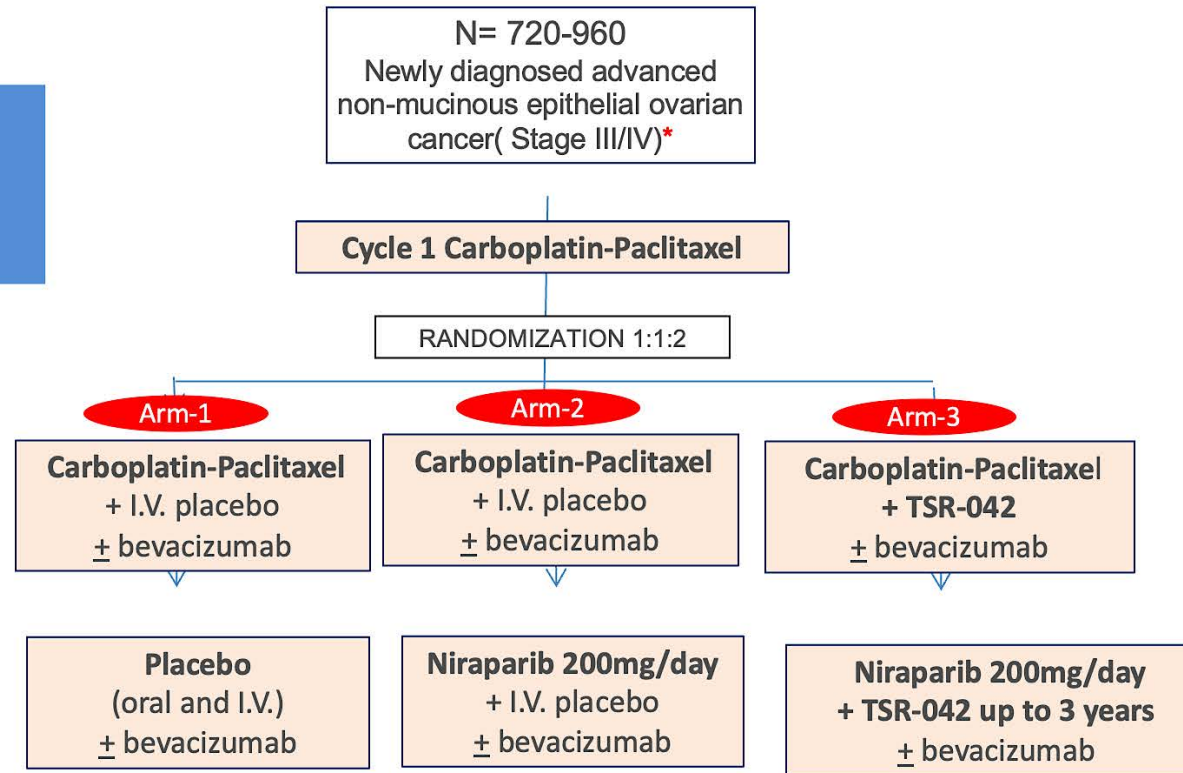 N= 720-960
Newly diagnosed advanced
non-mucinous epithelial ovarian
cancer( Stage III/IV)*
Cycle 1 Carboplatin-Paclitaxel
RANDOMIZATION 1:1:2
Arm-1
Carboplatin-Paclitaxel
+ I.V. placebo
± bevacizumab
Placebo
(oral and I.V.)
± bevacizumab
Arm-2
Carboplatin-Paclitaxel
+ I.V. placebo
± bevacizumab
Niraparib 200mg/day
+ I.V. placebo
± bevacizumab
Arm-3
Carboplatin-Paclitaxel
+ TSR-042
± bevacizumab
Niraparib 200mg/day
+ TSR-042 up to 3 years
± bevacizumab